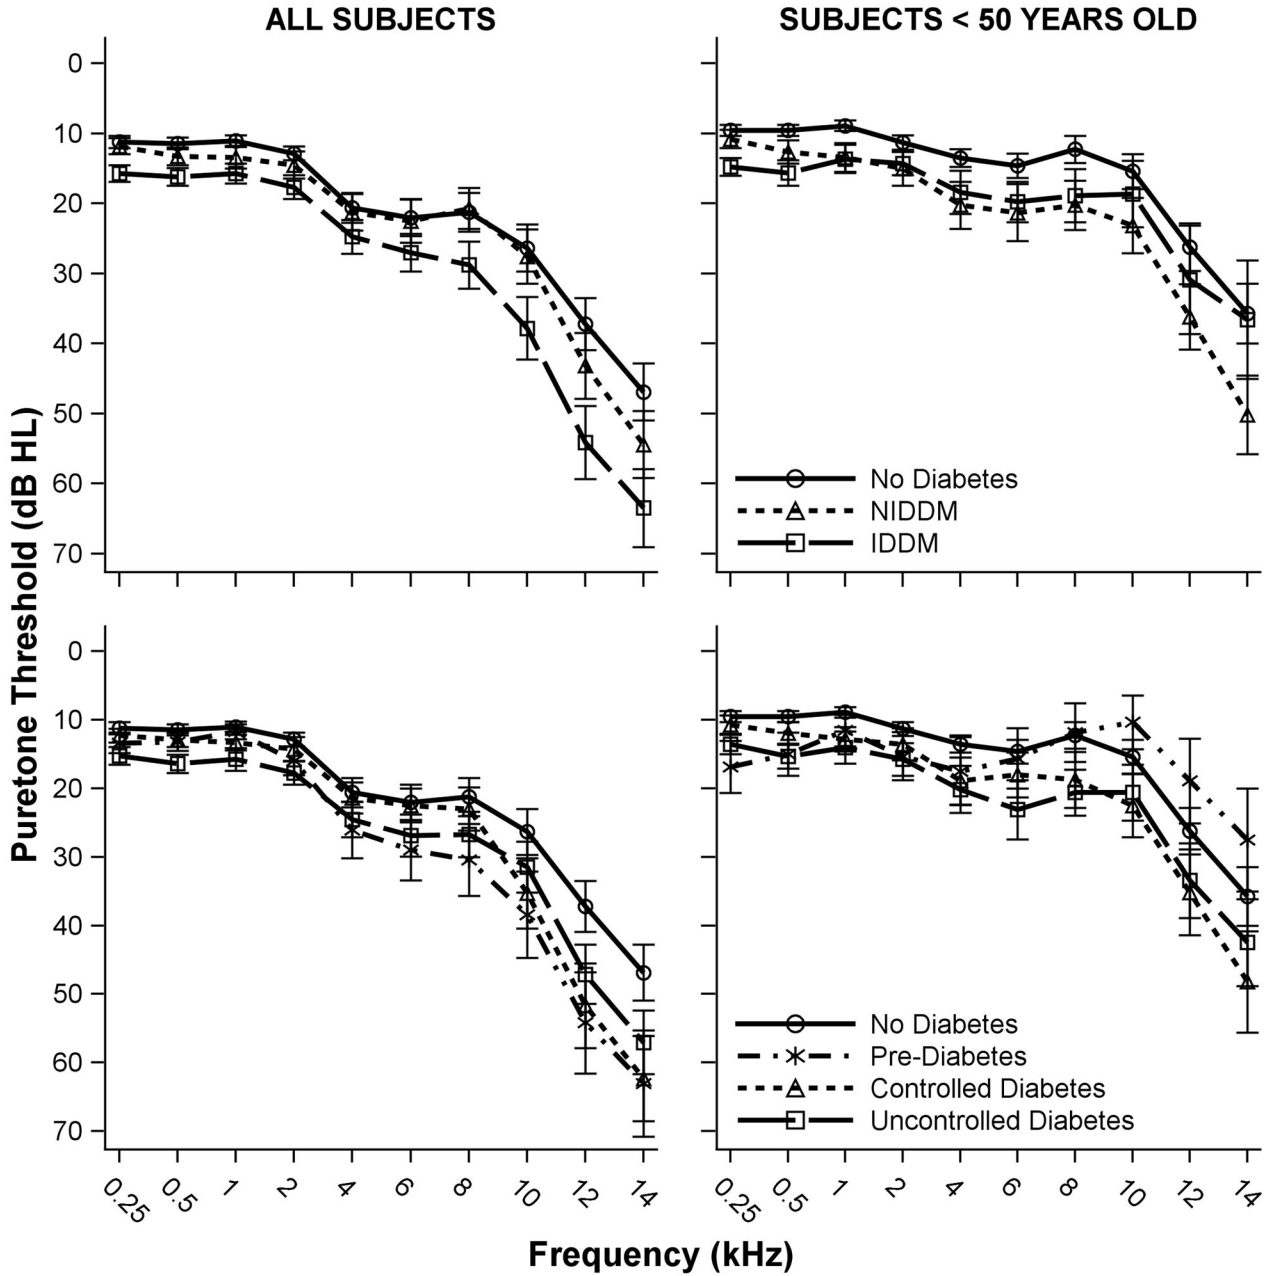 ALL SUBJECTS
SUBJECTS < 50 YEARS OLD
0
10
20
30
40
50
60
70
No Diabetes
NIDDM
IDDM
Puretone Threshold (dB HL)
0
10
20
30
40
50
60
70
No Diabetes
Pre-Diabetes
Controlled Diabetes
Uncontrolled Diabetes
0.25 0.5 1 2 4 6 8 10 12 14
0.25 0.5 1 2 4 6 8 10 12 14
Frequency (kHz)